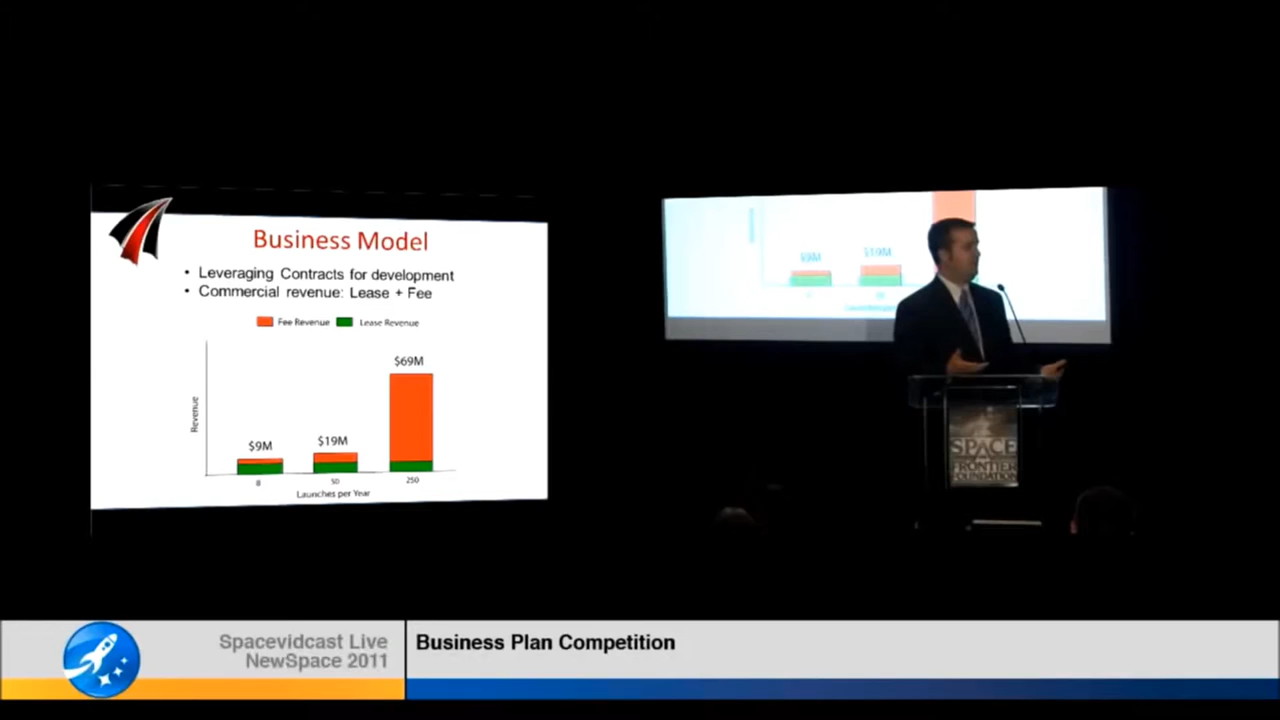 Business Model
• Leveraging Contracts for development
• Commercial revenue: Lease + Fee
Fee Revenue
Lease Revenue
$69M
$9M
$19M
Revenue
50
250
Launches per Year
$9M
$19M
SPACE
FRONTIER
FOUNDATION
Spacevidcast Live
NewSpace 2011
Business Plan Competition